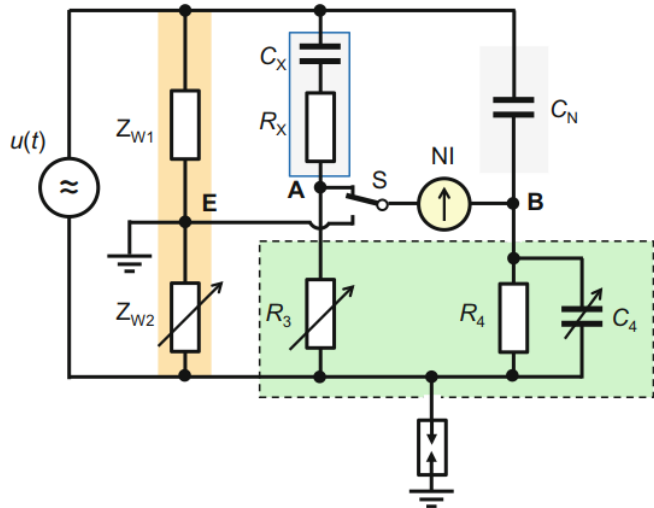 C_X
R_X
C_N
u(t)
≈
Z_W1
NI
S
A
B
E
Z_W2
R_3
R_4
C_4